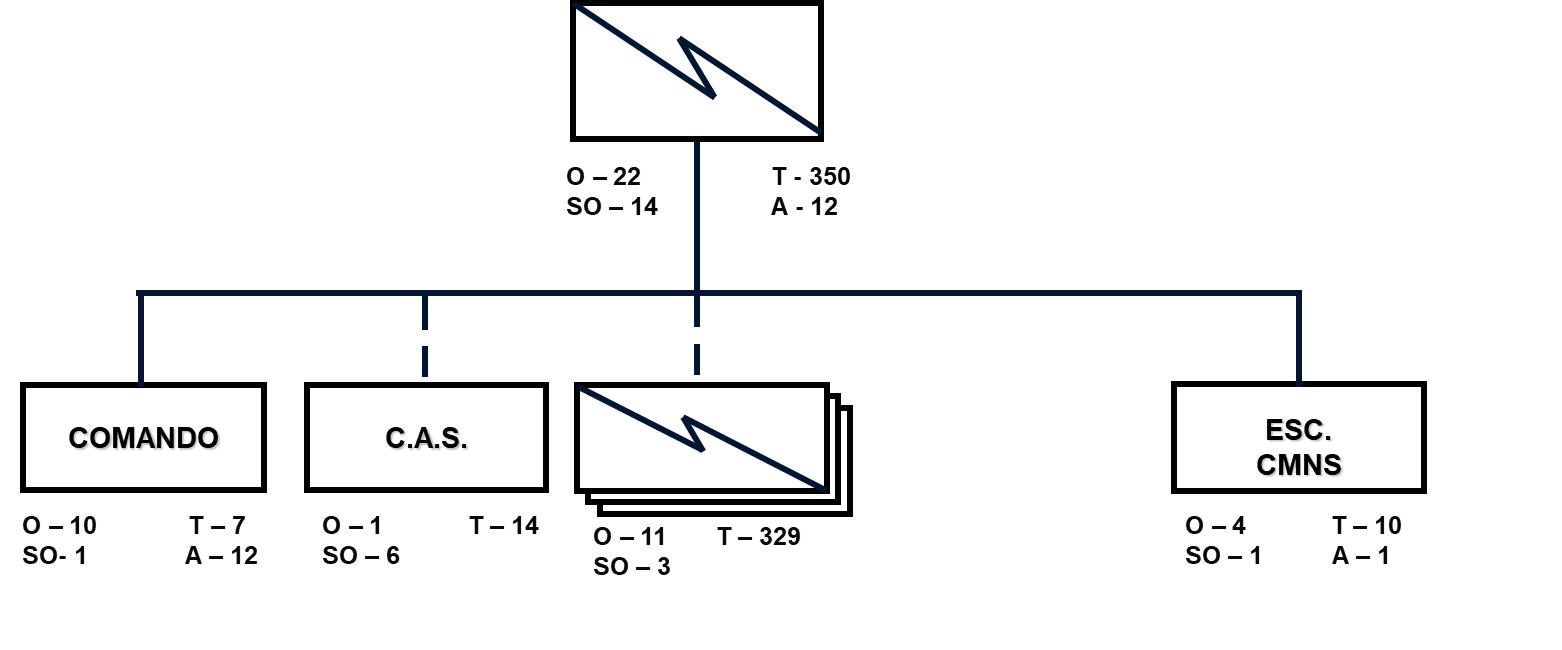 O – 22 T - 350
SO – 14 A - 12
COMANDO
O – 10 T – 7
SO- 1 A – 12
C.A.S.
O – 1 T – 14
SO – 6
O – 11 T – 329
SO – 3
ESC.
CMNS
O – 4 T – 10
SO – 1 A – 1